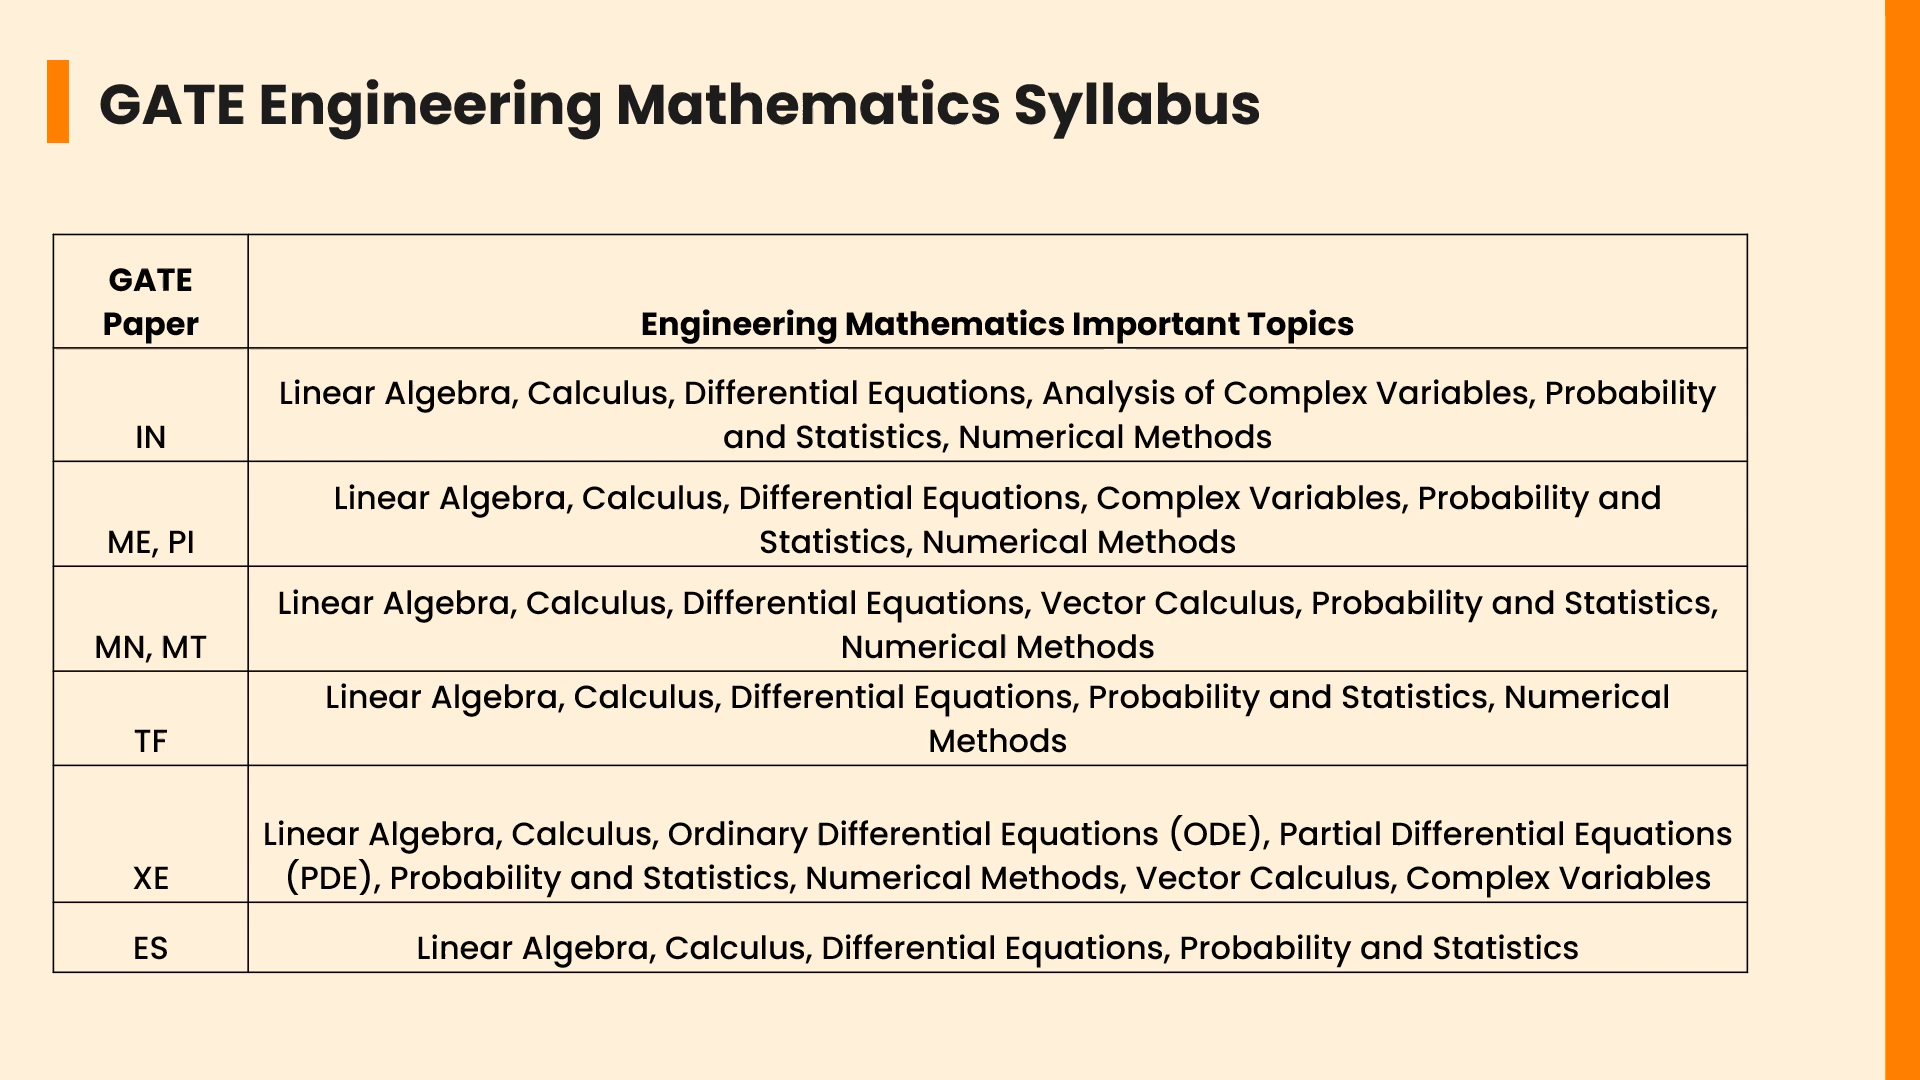 GATE Engineering Mathematics Syllabus
GATE
Paper
Engineering Mathematics Important Topics
IN
Linear Algebra, Calculus, Differential Equations, Analysis of Complex Variables, Probability
and Statistics, Numerical Methods
ME, PI
Linear Algebra, Calculus, Differential Equations, Complex Variables, Probability and
Statistics, Numerical Methods
MN, MT
Linear Algebra, Calculus, Differential Equations, Vector Calculus, Probability and Statistics,
Numerical Methods
TF
Linear Algebra, Calculus, Differential Equations, Probability and Statistics, Numerical
Methods
XE
Linear Algebra, Calculus, Ordinary Differential Equations (ODE), Partial Differential Equations
(PDE), Probability and Statistics, Numerical Methods, Vector Calculus, Complex Variables
ES
Linear Algebra, Calculus, Differential Equations, Probability and Statistics